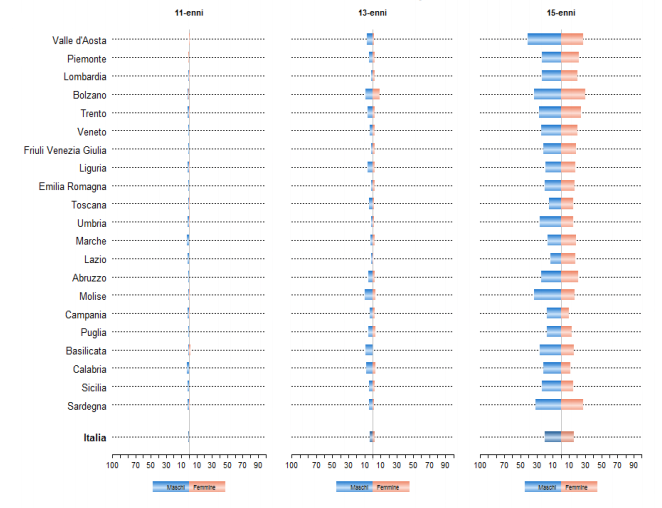 11-enni 13-enni 15-enni
Valle d'Aosta
Piemonte
Lombardia
Bolzano
Trento
Veneto
Friuli Venezia Giulia
Liguria
Emilia Romagna
Toscana
Umbria
Marche
Lazio
Abruzzo
Molise
Campania
Puglia
Basilicata
Calabria
Sicilia
Sardegna
Italia
100 70 50 30 10 10 30 50 70 90 100 70 50 30 10 10 30 50 70 90 100 70 50 30 10 10 30 50 70 90
Maschi Femmine Maschi Femmine Maschi Femmine